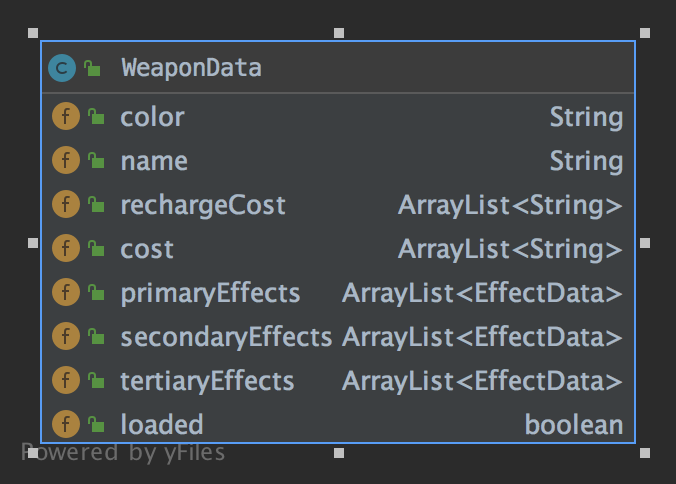 C WeaponData
f color String
f name String
f rechargeCost ArrayList<String>
f cost ArrayList<String>
f primaryEffects ArrayList<EffectData>
f secondaryEffects ArrayList<EffectData>
f tertiaryEffects ArrayList<EffectData>
f loaded boolean
Powered by yFiles